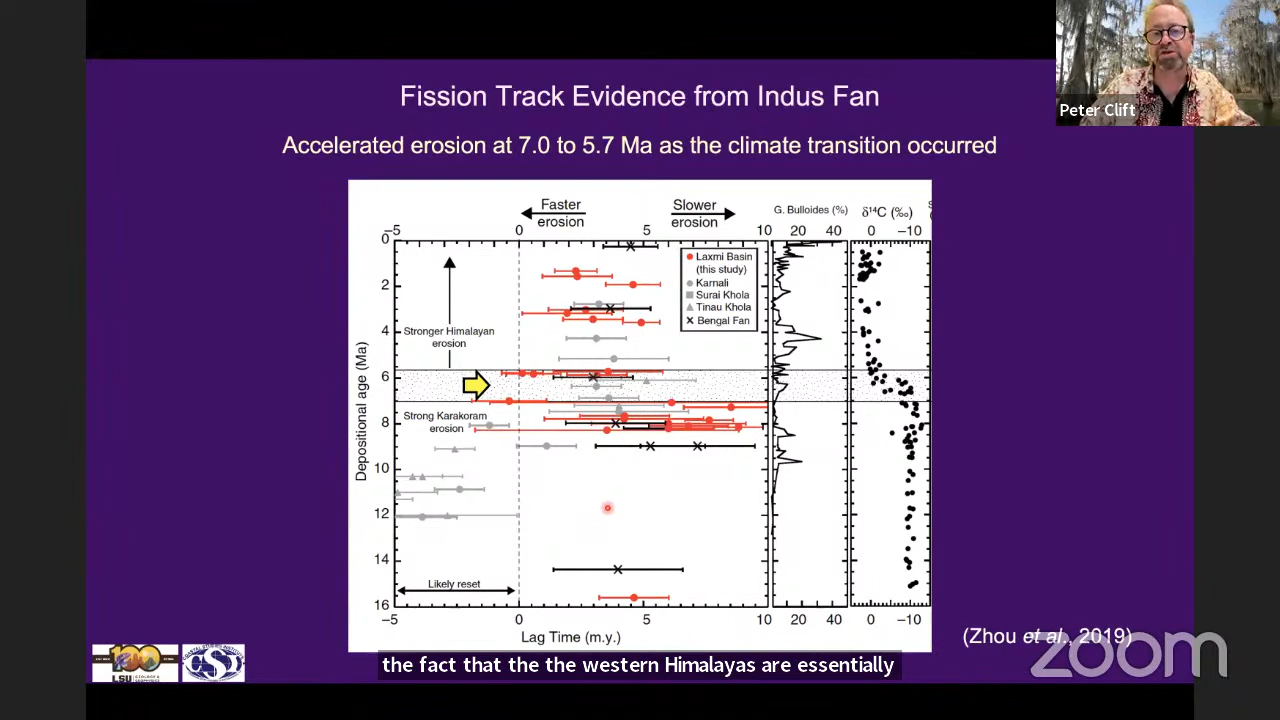 Peter Clift
Fission Track Evidence from Indus Fan
Accelerated erosion at 7.0 to 5.7 Ma as the climate transition occurred
Faster
erosion
Slower
erosion
G. Bulloides (%)
δ¹⁴C (‰)
−5 0 5 10 20 40 0 −10
0
2
4
6
8
10
12
14
16
Depositional age (Ma)
Laxmi Basin
(this study)
Karnali
Surai Khola
Tinau Khola
Bengal Fan
Stronger Himalayan
erosion
Strong Karakoram
erosion
Likely reset
−5 0 5 10 20 40 0 −10
Lag Time (m.y.)
(Zhou et al., 2019)
zoom
100
LSU
the fact that the the western Himalayas are essentially